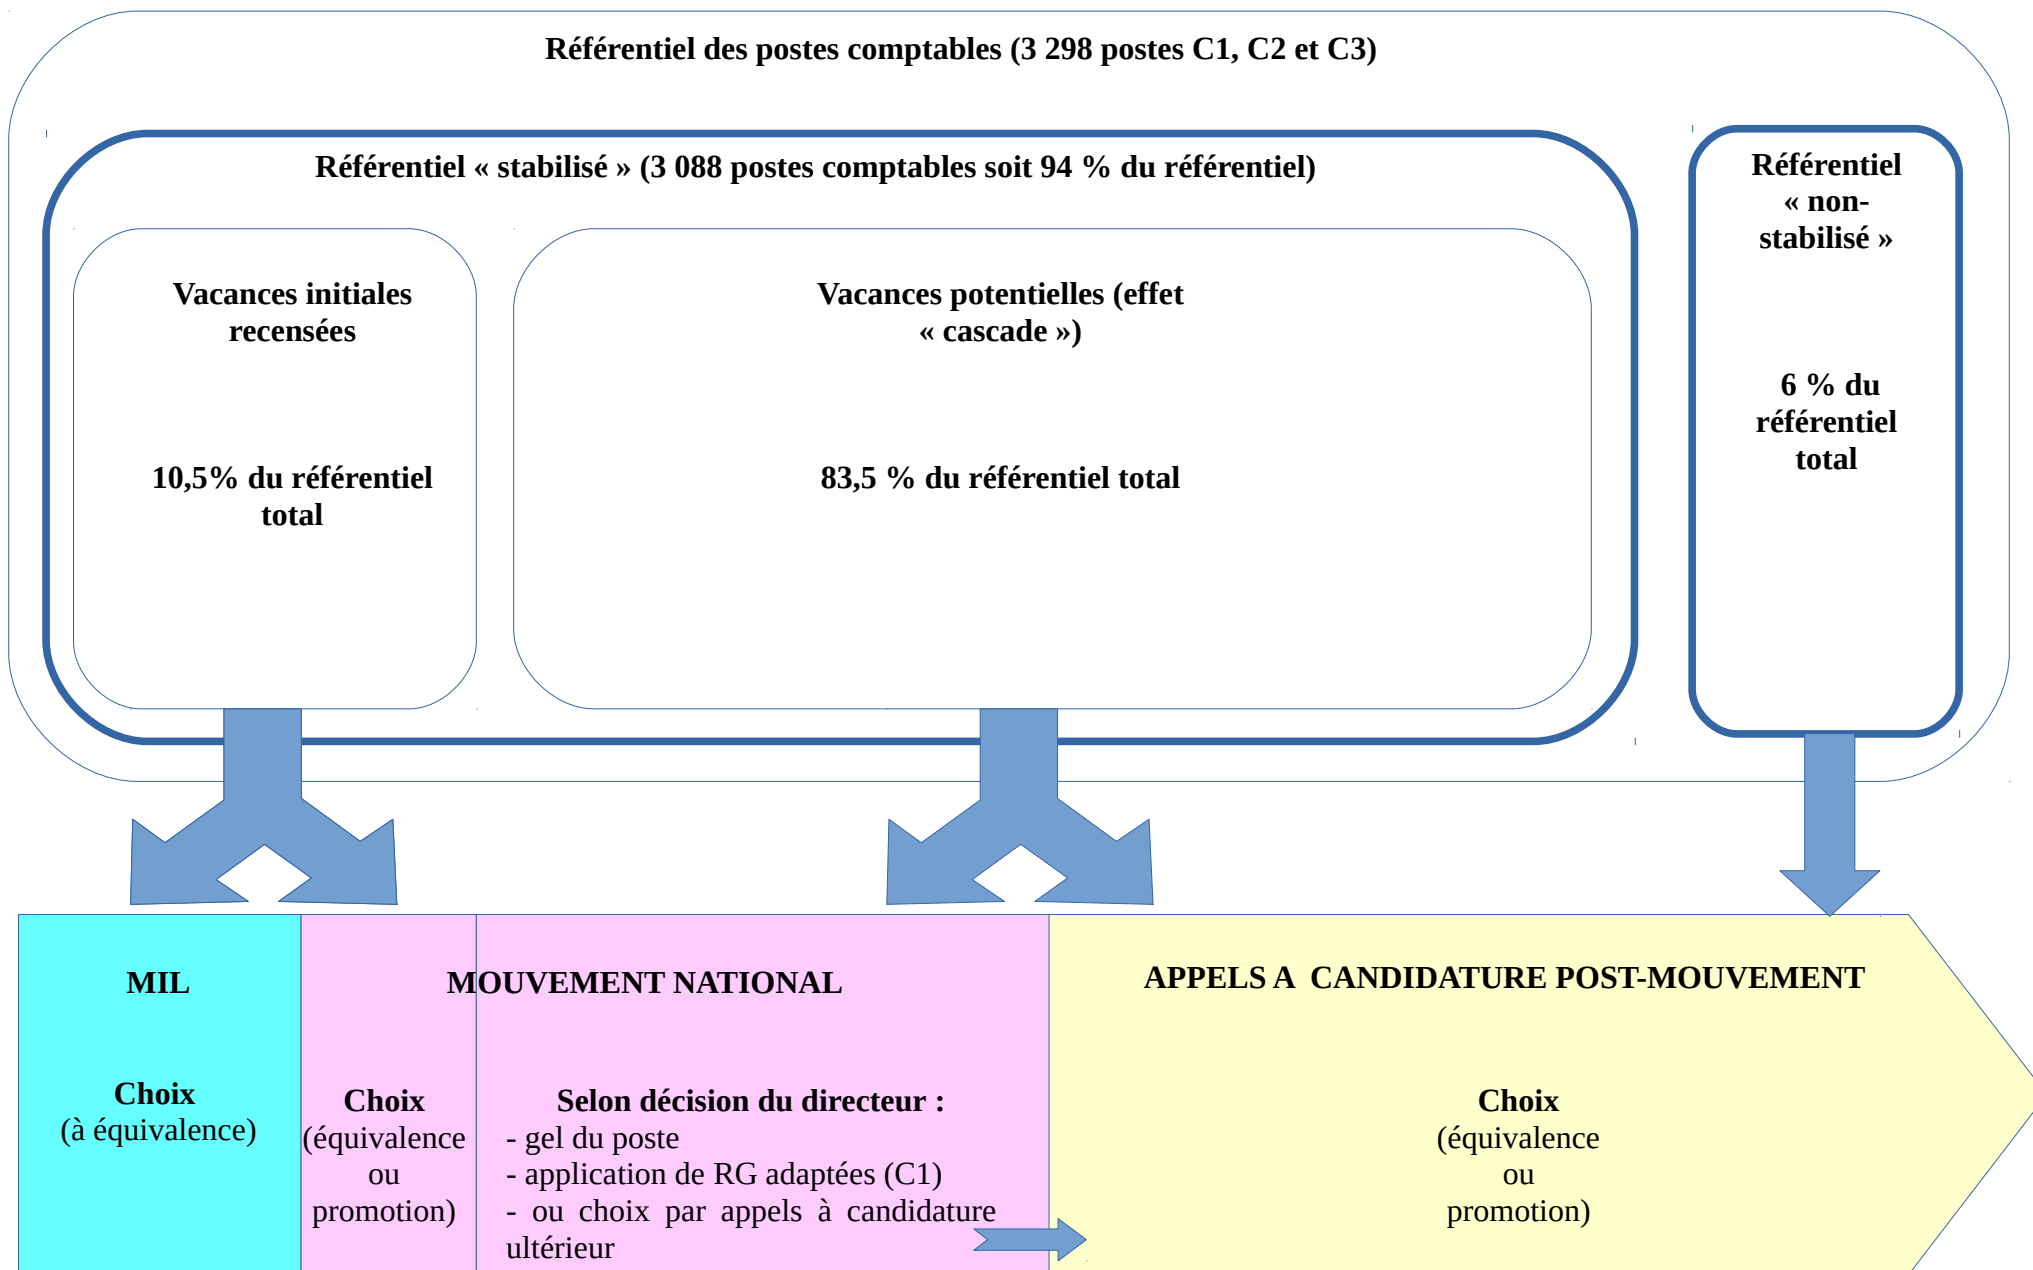 Référentiel des postes comptables (3 298 postes C1, C2 et C3)
Référentiel « stabilisé » (3 088 postes comptables soit 94 % du référentiel)
Vacances initiales
recensées
10,5% du référentiel
total
Vacances potentielles (effet
« cascade »)
83,5 % du référentiel total
Référentiel
« non-
stabilisé »
6 % du
référentiel
total
MIL
Choix
(à équivalence)
MOUVEMENT NATIONAL
Choix
(équivalence
ou
promotion)
Selon décision du directeur :
- gel du poste
- application de RG adaptées (C1)
- ou choix par appels à candidature
ultérieur
APPELS A CANDIDATURE POST-MOUVEMENT
Choix
(équivalence
ou
promotion)